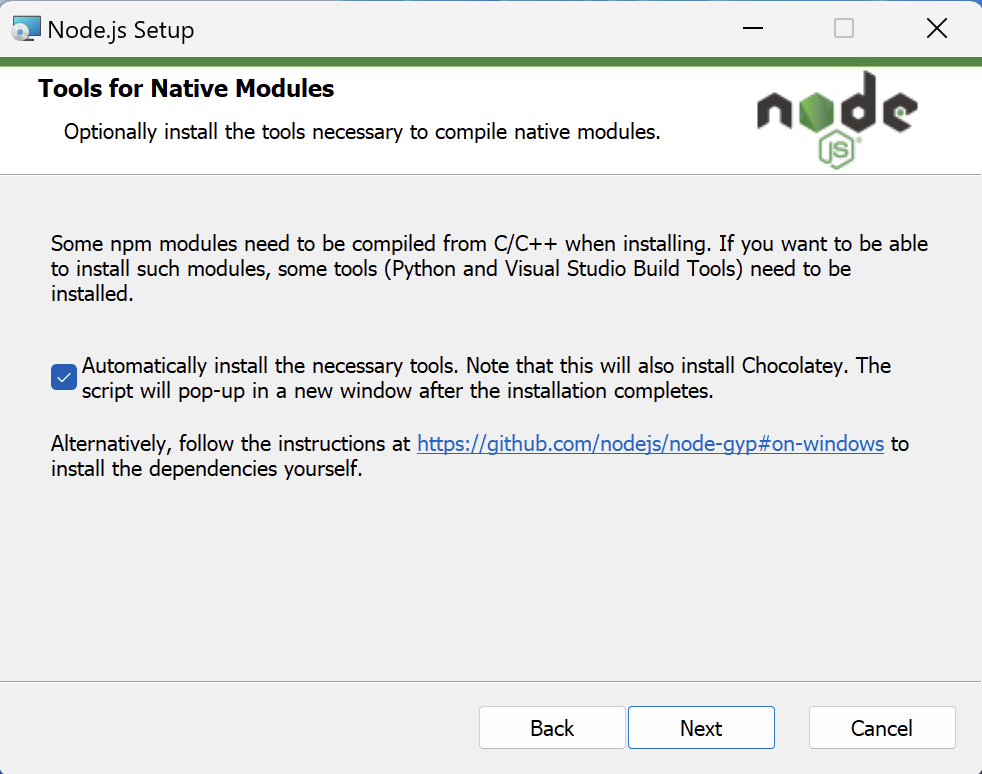 Node.js Setup
Tools for Native Modules
Optionally install the tools necessary to compile native modules.
node
JS
Some npm modules need to be compiled from C/C++ when installing. If you want to be able
to install such modules, some tools (Python and Visual Studio Build Tools) need to be
installed.
Automatically install the necessary tools. Note that this will also install Chocolatey. The
script will pop-up in a new window after the installation completes.
Alternatively, follow the instructions at https://github.com/nodejs/node-gyp#on-windows to
install the dependencies yourself.
Back
Next
Cancel